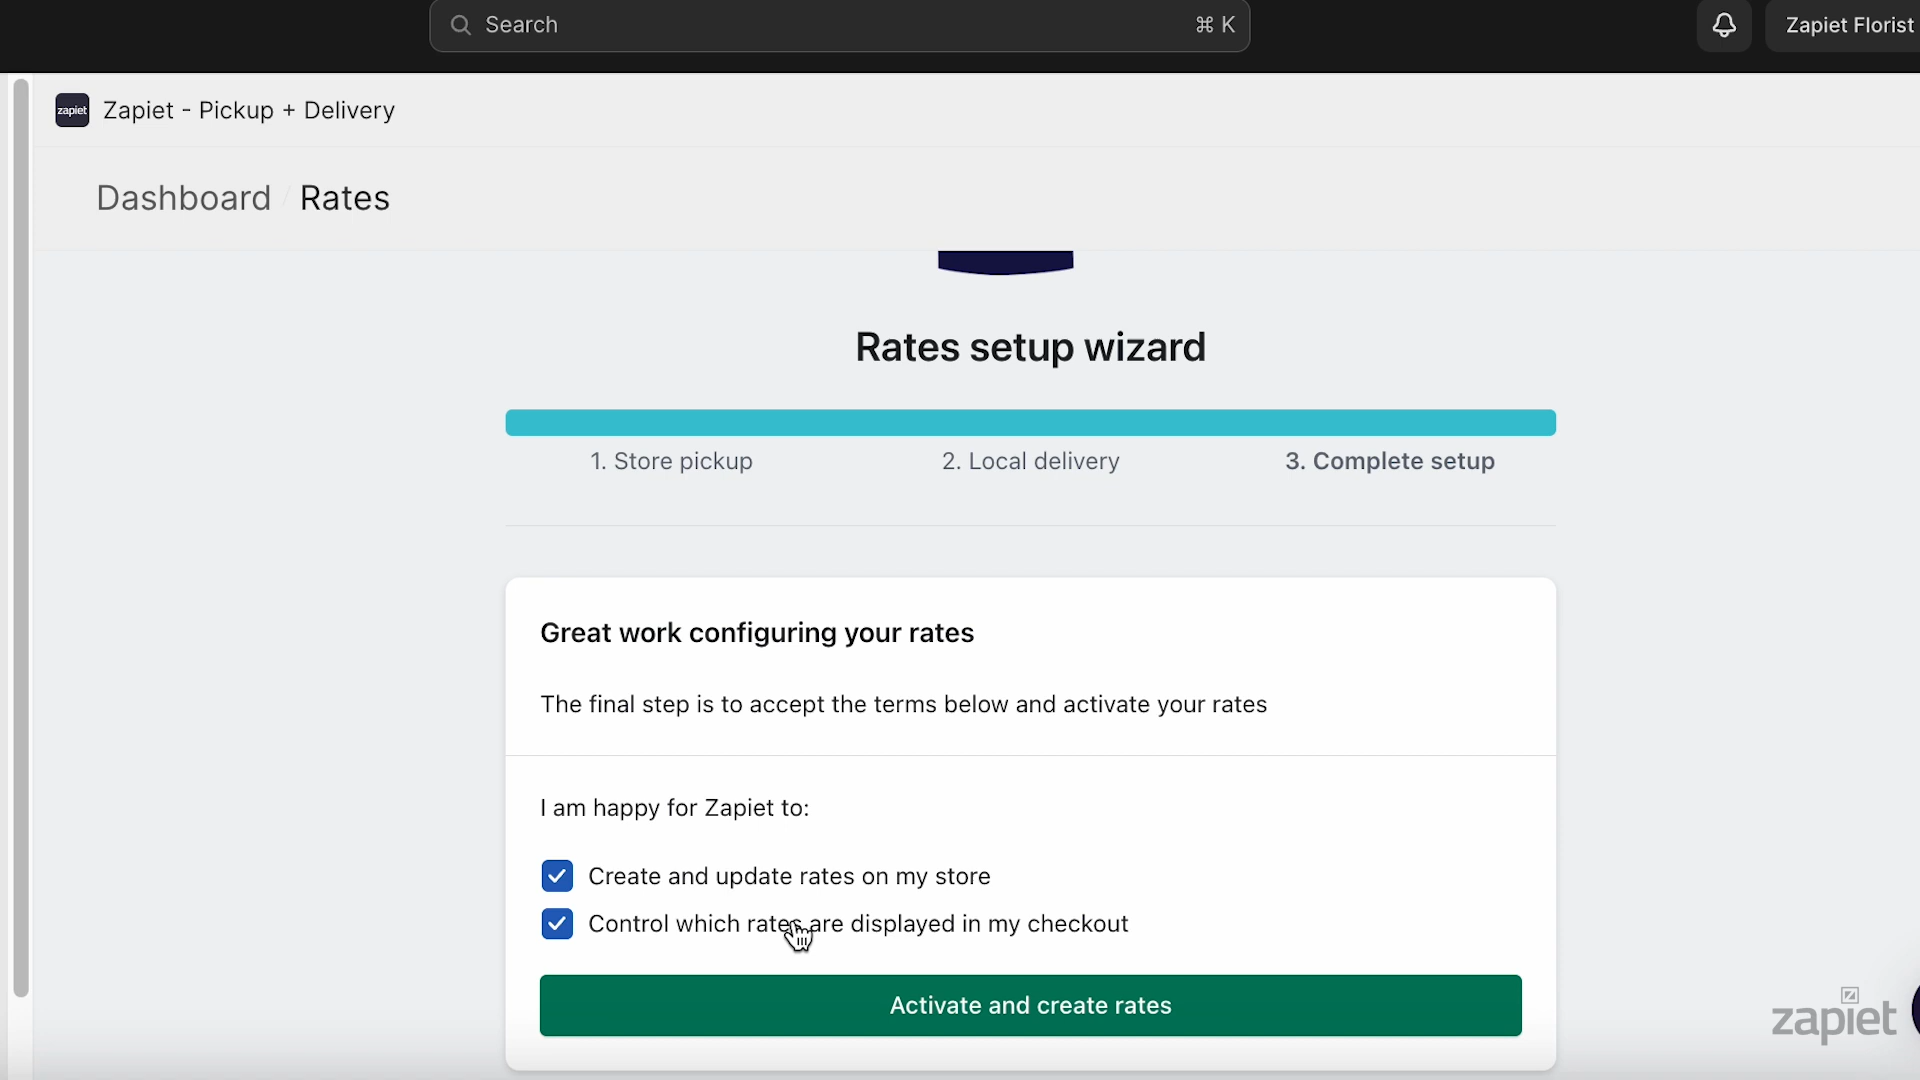 Search
⌘ K
Zapiet Florist
zapiet
Zapiet - Pickup + Delivery
Dashboard / Rates
Rates setup wizard
1. Store pickup
2. Local delivery
3. Complete setup
Great work configuring your rates
The final step is to accept the terms below and activate your rates
I am happy for Zapiet to:
Create and update rates on my store
Control which rates are displayed in my checkout
Activate and create rates
zapiet